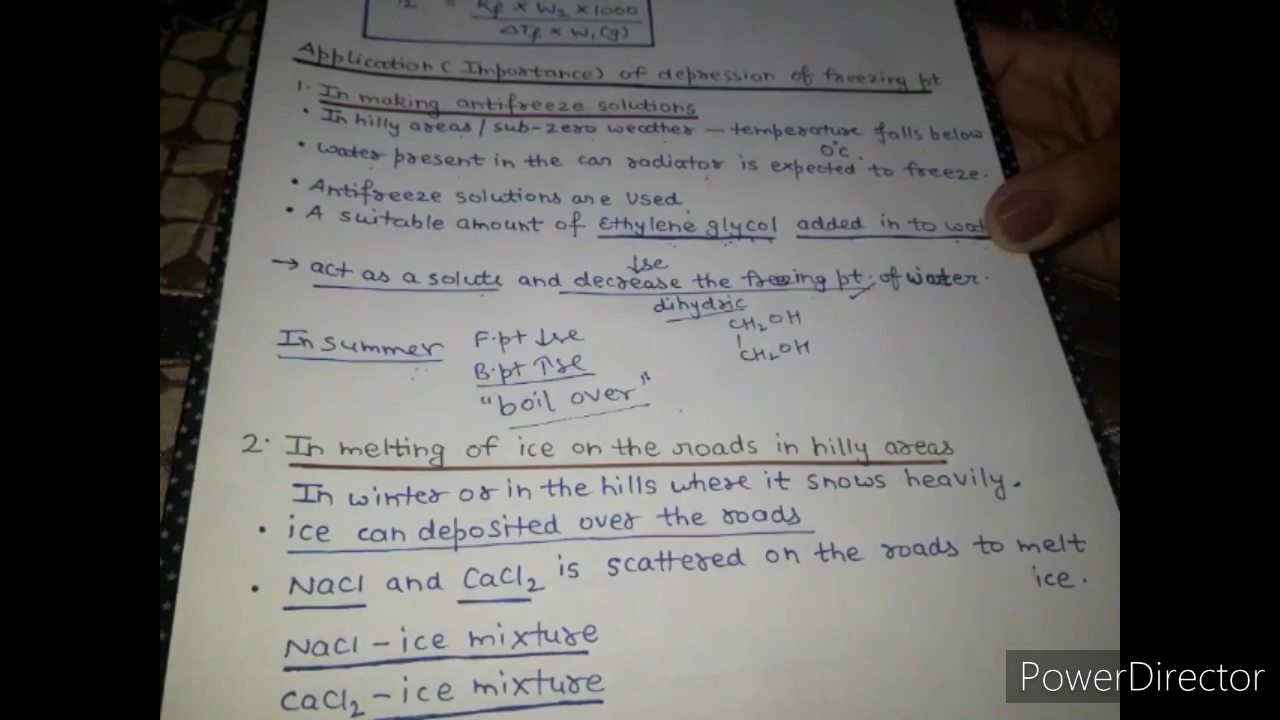 = Kf × W2 × 1000
ΔTf × W1(g)
Application (Importance) of depression of freezing pt
1. In making antifreeze solutions
• In hilly areas / sub-zero weather – temperature falls below
0°c.
• water present in the car radiator is expected to freeze.
• Antifreeze solutions are used.
• A suitable amount of Ethylene glycol added in to wat
↓se
→ act as a solute and decrease the freezing pt. of water.
dihydric
CH2OH
|
CH2OH
In summer F.pt ↓se
B.pt ↑se
"boil over"
2. In melting of ice on the roads in hilly areas
In winter or in the hills where it snows heavily.
• ice can deposited over the roads
• NaCl and CaCl2 is scattered on the roads to melt
ice.
NaCl – ice mixture
CaCl2 – ice mixture
PowerDirector